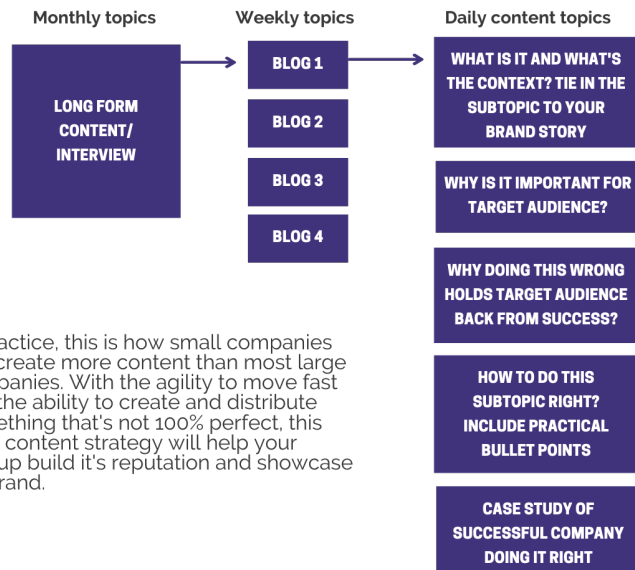 Monthly topics
Weekly topics
Daily content topics
LONG FORM
CONTENT/
INTERVIEW
BLOG 1
BLOG 2
BLOG 3
BLOG 4
WHAT IS IT AND WHAT'S
THE CONTEXT? TIE IN THE
SUBTOPIC TO YOUR
BRAND STORY
WHY IS IT IMPORTANT FOR
TARGET AUDIENCE?
WHY DOING THIS WRONG
HOLDS TARGET AUDIENCE
BACK FROM SUCCESS?
HOW TO DO THIS
SUBTOPIC RIGHT?
INCLUDE PRACTICAL
BULLET POINTS
CASE STUDY OF
SUCCESSFUL COMPANY
DOING IT RIGHT
actice, this is how small companies
create more content than most large
panies. With the agility to move fast
the ability to create and distribute
ething that's not 100% perfect, this
content strategy will help your
up build it's reputation and showcase
rand.